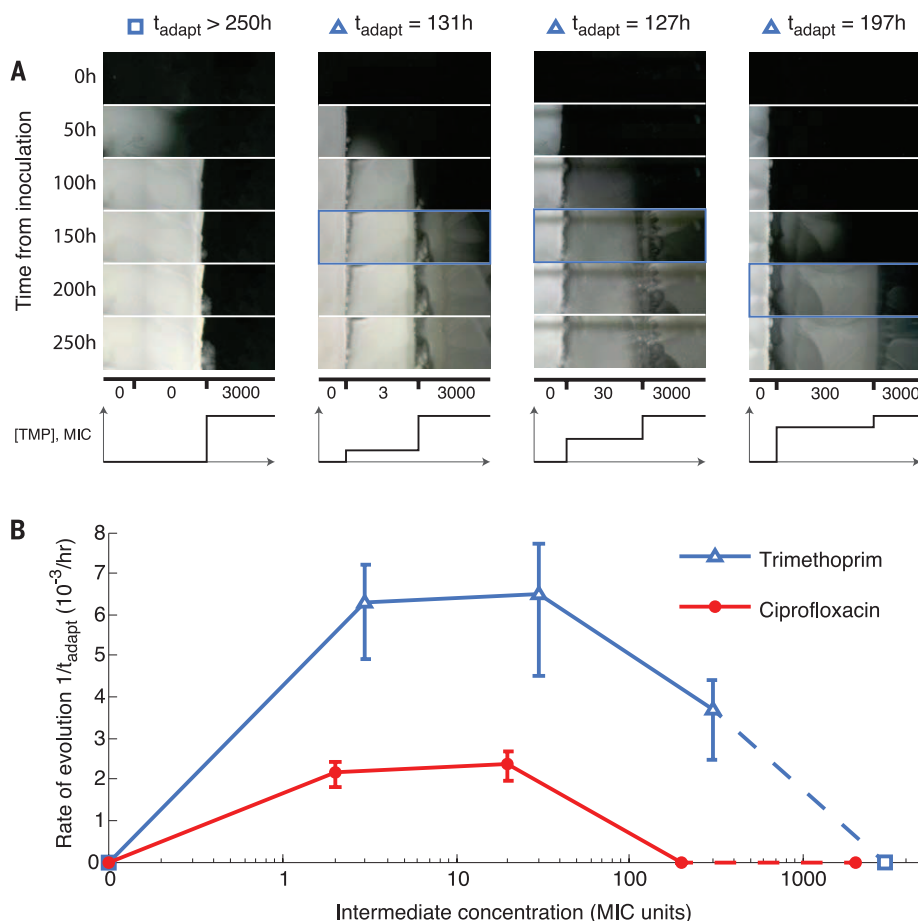 t_adapt > 250h t_adapt = 131h t_adapt = 127h t_adapt = 197h
A
Time from inoculation
0h
50h
100h
150h
200h
250h
0 0 3000 0 3 3000 0 30 3000 0 300 3000
[TMP], MIC
B
Rate of evolution 1/t_adapt (10^-3/hr)
8
7
6
5
4
3
2
1
0
Trimethoprim
Ciprofloxacin
0 1 10 100 1000
Intermediate concentration (MIC units)